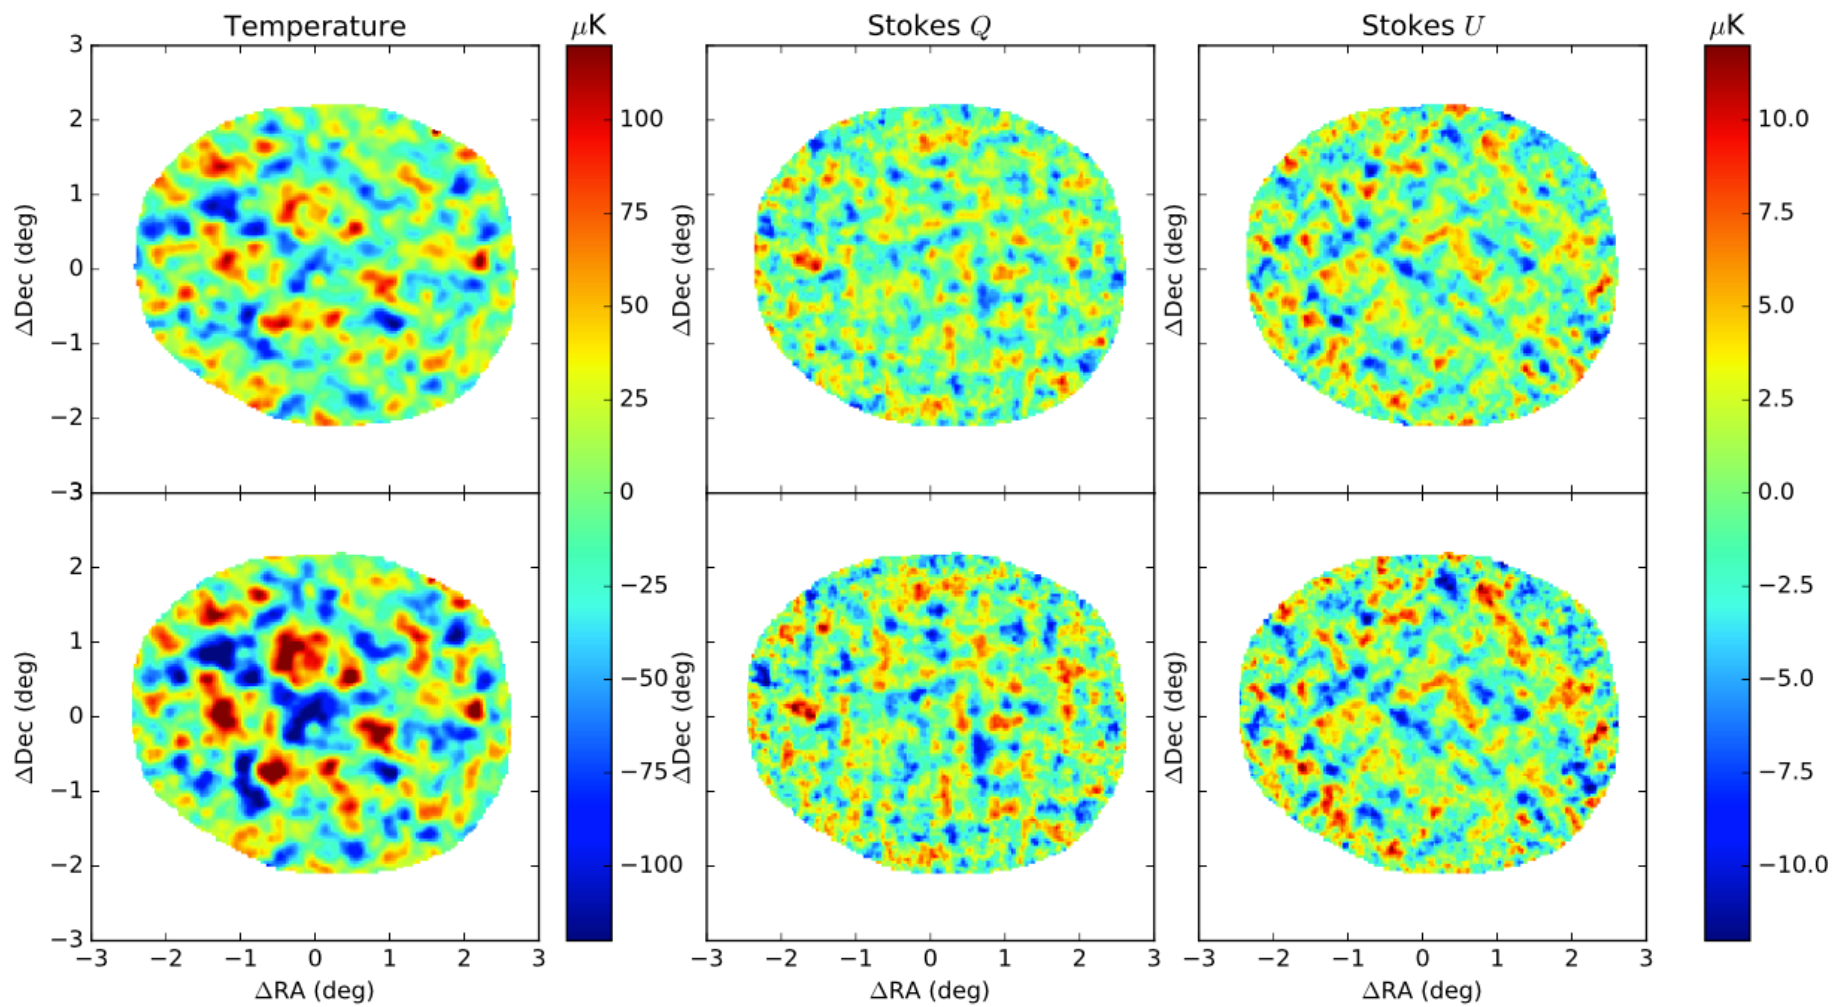 Temperature
μK
Stokes Q
Stokes U
μK
3
2
1
0
−1
−2
−3
ΔDec (deg)
100
75
50
25
0
−25
−50
−75
−100
ΔDec (deg)
ΔDec (deg)
10.0
7.5
5.0
2.5
0.0
−2.5
−5.0
−7.5
−10.0
2
1
0
−1
−2
−3
ΔDec (deg)
ΔDec (deg)
ΔDec (deg)
−3 −2 −1 0 1 2 3
−3 −2 −1 0 1 2 3
−3 −2 −1 0 1 2 3
ΔRA (deg)
ΔRA (deg)
ΔRA (deg)